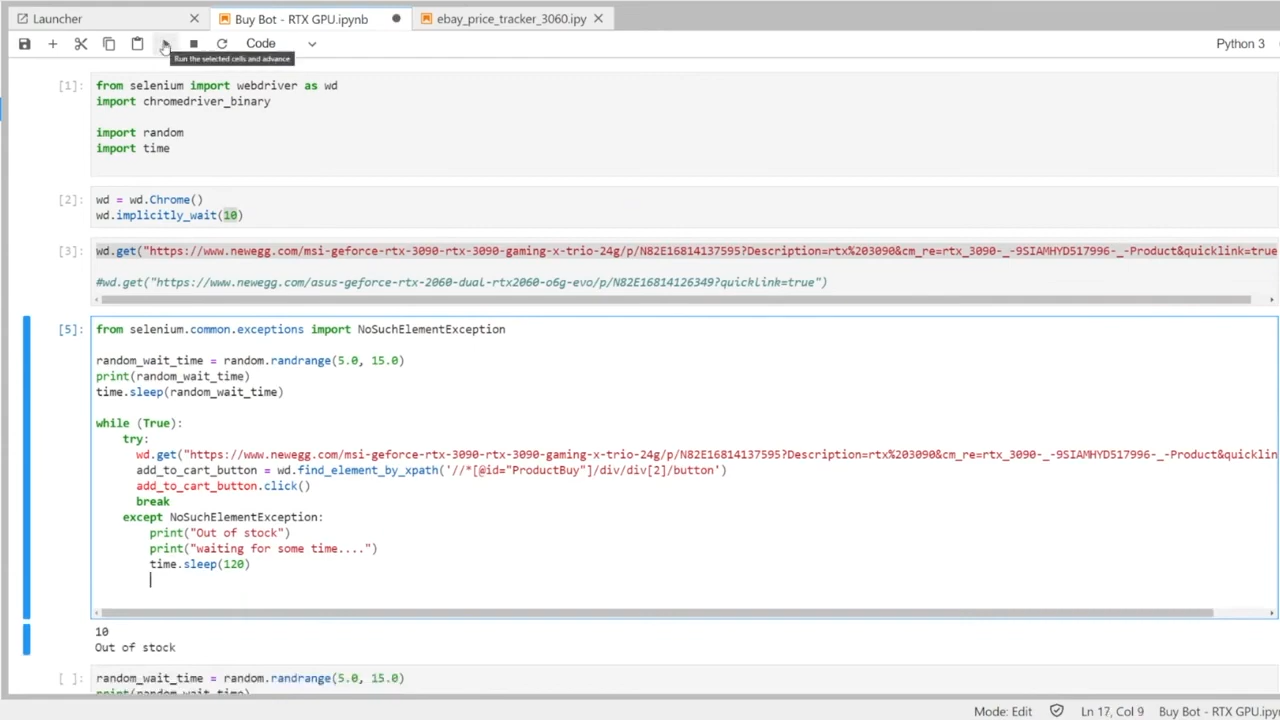 Launcher
Buy Bot - RTX GPU.ipynb
ebay_price_tracker_3060.ipy
Code
Python 3
Run the selected cells and advance
[1]:
from selenium import webdriver as wd
import chromedriver_binary
import random
import time
[2]:
wd = wd.Chrome()
wd.implicitly_wait(10)
[3]:
wd.get("https://www.newegg.com/msi-geforce-rtx-3090-rtx-3090-gaming-x-trio-24g/p/N82E16814137595?Description=rtx%203090&cm_re=rtx_3090-_-9SIAMHYD517996-_-Product&quicklink=true
#wd.get("https://www.newegg.com/asus-geforce-rtx-2060-dual-rtx2060-o6g-evo/p/N82E16814126349?quicklink=true")
[5]:
from selenium.common.exceptions import NoSuchElementException
random_wait_time = random.randrange(5.0, 15.0)
print(random_wait_time)
time.sleep(random_wait_time)
while (True):
try:
wd.get("https://www.newegg.com/msi-geforce-rtx-3090-rtx-3090-gaming-x-trio-24g/p/N82E16814137595?Description=rtx%203090&cm_re=rtx_3090-_-9SIAMHYD517996-_-Product&quicklin
add_to_cart_button = wd.find_element_by_xpath('//*[@id="ProductBuy"]/div/div[2]/button')
add_to_cart_button.click()
break
except NoSuchElementException:
print("Out of stock")
print("waiting for some time....")
time.sleep(120)
10
Out of stock
[ ]:
random_wait_time = random.randrange(5.0, 15.0)
print(random_wait_time)
Mode: Edit
Ln 17, Col 9
Buy Bot - RTX GPU.ipyn